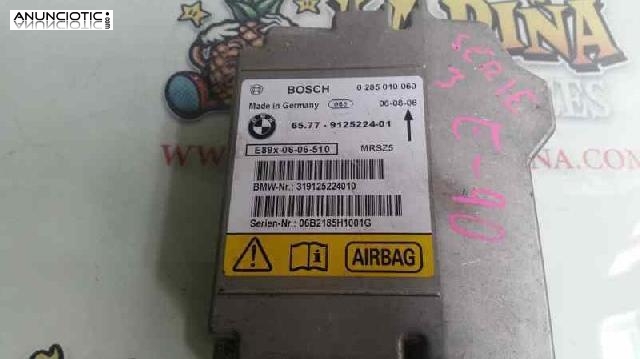 ANUNCIOTIC
DINA
BOSCH 0 285 010 060
Made in Germany 06-08-06
65.77 - 9125224-01
E89x-06-06-510 MRSZ5
BMW-Nr.: 319125224010
Serien-Nr.: 06B2185H1001G
AIRBAG
SERIE
3
E-90